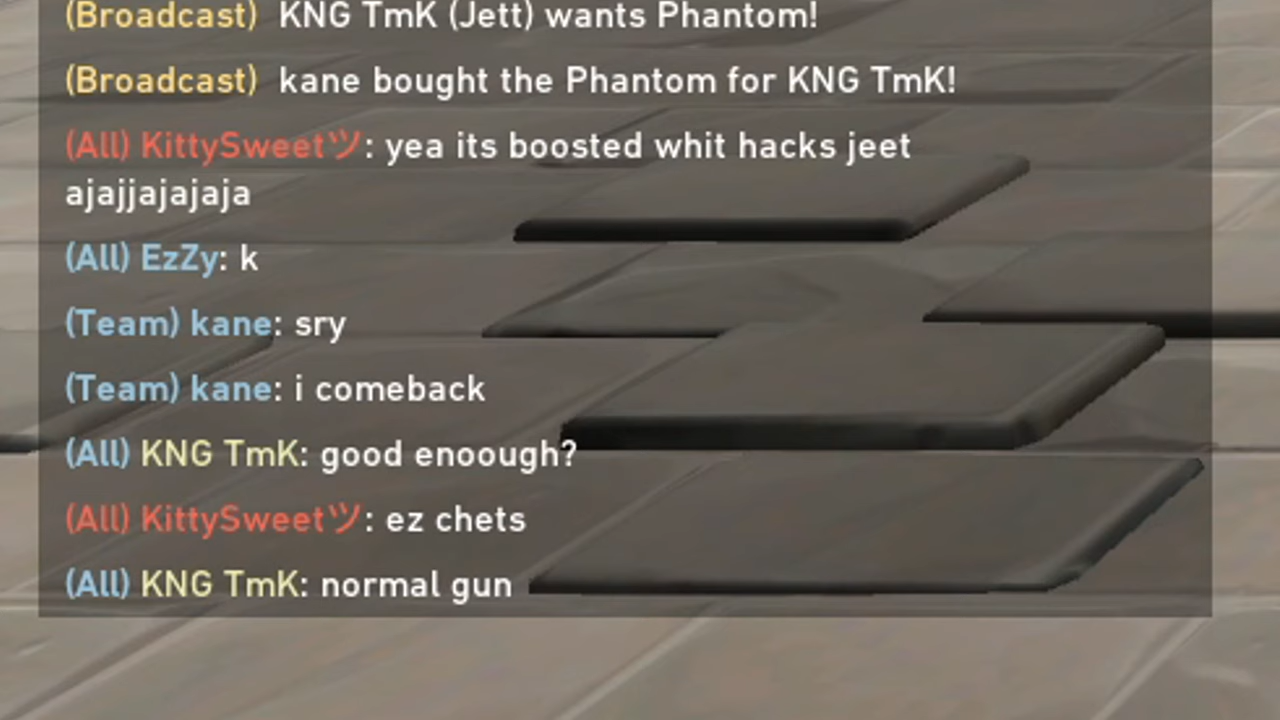 (Broadcast) KNG TmK (Jett) wants Phantom!
(Broadcast) kane bought the Phantom for KNG TmK!
(All) KittySweetツ: yea its boosted whit hacks jeet
ajajjajajaja
(All) EzZy: k
(Team) kane: sry
(Team) kane: i comeback
(All) KNG TmK: good enoough?
(All) KittySweetツ: ez chets
(All) KNG TmK: normal gun